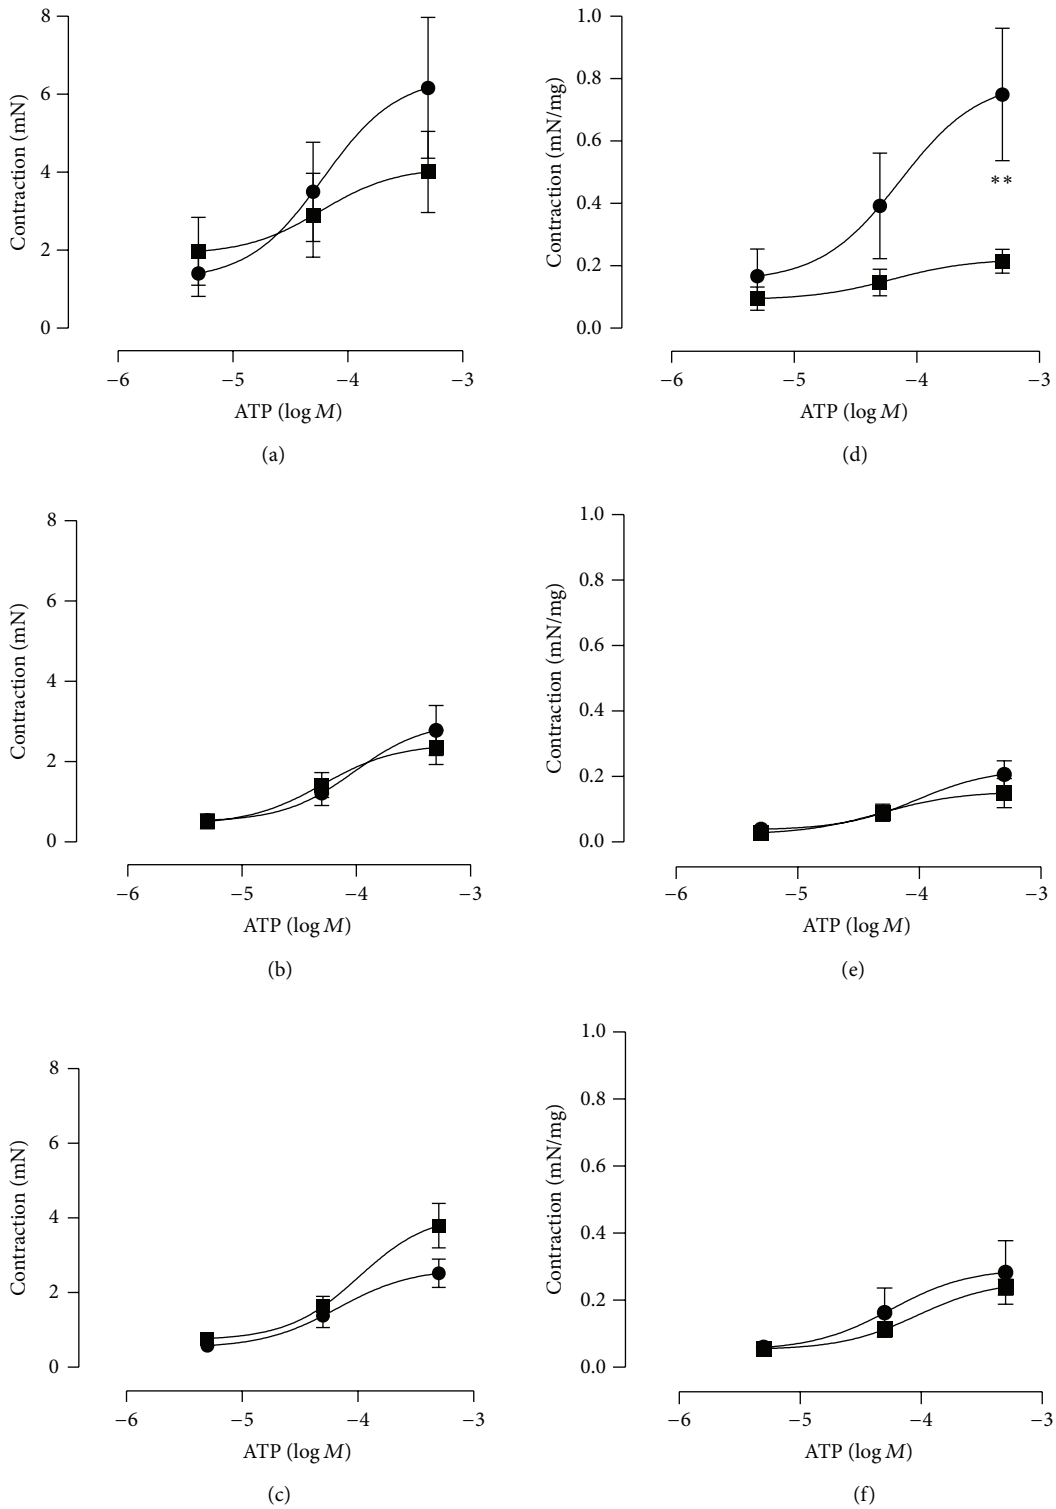 8
6
4
2
0
Contraction (mN)
−6 −5 −4 −3
ATP (log M)
(a)
1.0
0.8
0.6
0.4
0.2
0.0
Contraction (mN/mg)
**
−6 −5 −4 −3
ATP (log M)
(d)
8
6
4
2
0
Contraction (mN)
−6 −5 −4 −3
ATP (log M)
(b)
1.0
0.8
0.6
0.4
0.2
0.0
Contraction (mN/mg)
−6 −5 −4 −3
ATP (log M)
(e)
8
6
4
2
0
Contraction (mN)
−6 −5 −4 −3
ATP (log M)
(c)
1.0
0.8
0.6
0.4
0.2
0.0
Contraction (mN/mg)
−6 −5 −4 −3
ATP (log M)
(f)